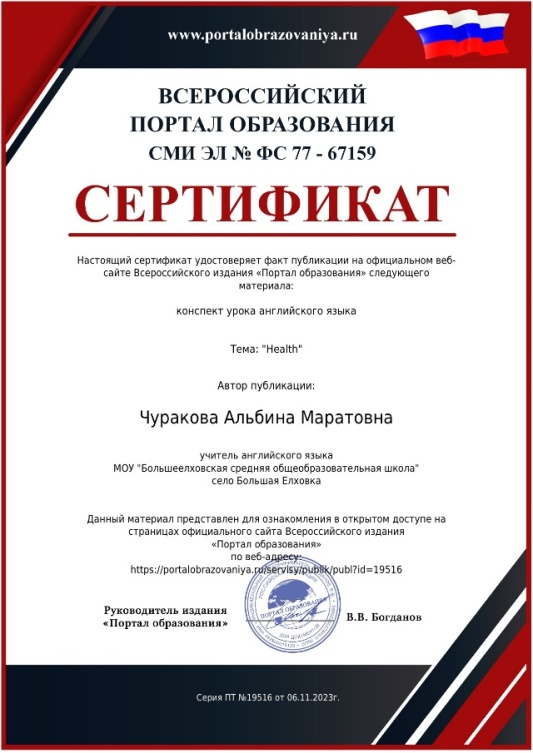 www.portalobrazovaniya.ru
ВСЕРОССИЙСКИЙ
ПОРТАЛ ОБРАЗОВАНИЯ
СМИ ЭЛ № ФС 77 - 67159
СЕРТИФИКАТ
Настоящий сертификат удостоверяет факт публикации на официальном веб-
сайте Всероссийского издания «Портал образования» следующего
материала:
конспект урока английского языка
Тема: "Health"
Автор публикации:
Чуракова Альбина Маратовна
учитель английского языка
МОУ "Большеелховская средняя общеобразовательная школа"
село Большая Елховка
Данный материал представлен для ознакомления в открытом доступе на
страницах официального сайта Всероссийского издания
«Портал образования»
по веб-адресу:
https://portalobrazovaniya.ru/servisy/publik/publ?id=19516
Руководитель издания
«Портал образования»
ПОРТАЛ ОБРАЗОВАНИЯ
ДЛЯ ДОКУМЕНТОВ
В.В. Богданов
Серия ПТ №19516 от 06.11.2023г.